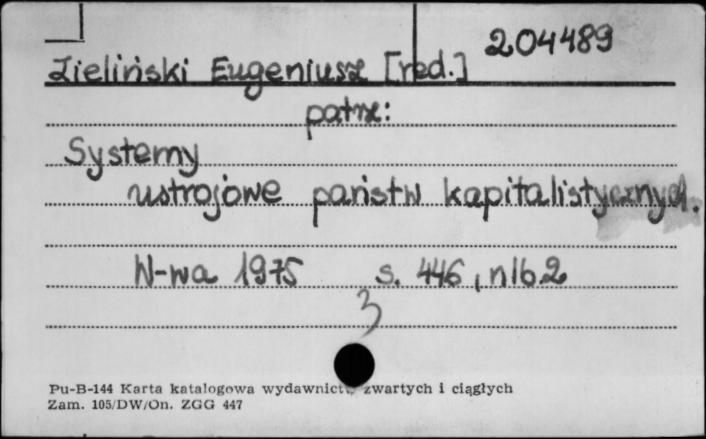 204489
Zieliński Eugeniusz [red.]
patrz:
Systemy
ustrojowe państw kapitalistycznych.
W-wa 1975 s. 446, nlb. 2
3
Pu-B-144 Karta katalogowa wydawnictw zwartych i ciągłych
Zam. 105/DW/On. ZGG 447